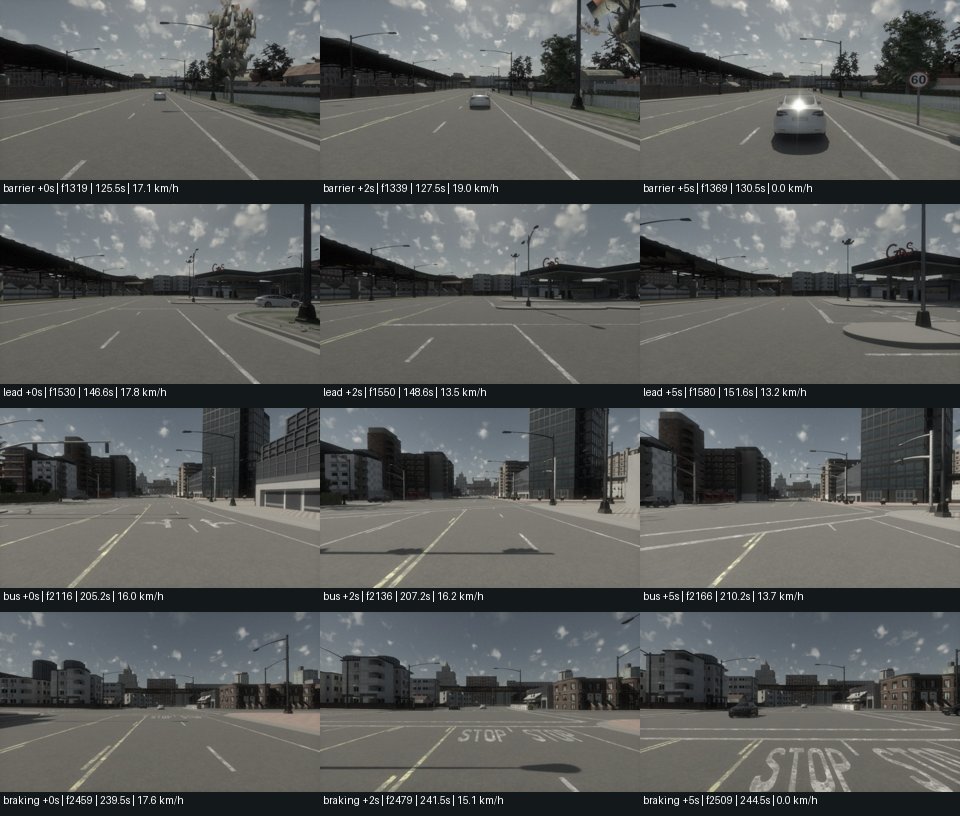 60
barrier +0s | f1319 | 125.5s | 17.1 km/h
barrier +2s | f1339 | 127.5s | 19.0 km/h
barrier +5s | f1369 | 130.5s | 0.0 km/h
Gas
Gas
Gas
lead +0s | f1530 | 146.6s | 17.8 km/h
lead +2s | f1550 | 148.6s | 13.5 km/h
lead +5s | f1580 | 151.6s | 13.2 km/h
bus +0s | f2116 | 205.2s | 16.0 km/h
bus +2s | f2136 | 207.2s | 16.2 km/h
bus +5s | f2166 | 210.2s | 13.7 km/h
STOP STOP
STOP STOP
braking +0s | f2459 | 239.5s | 17.6 km/h
braking +2s | f2479 | 241.5s | 15.1 km/h
braking +5s | f2509 | 244.5s | 0.0 km/h